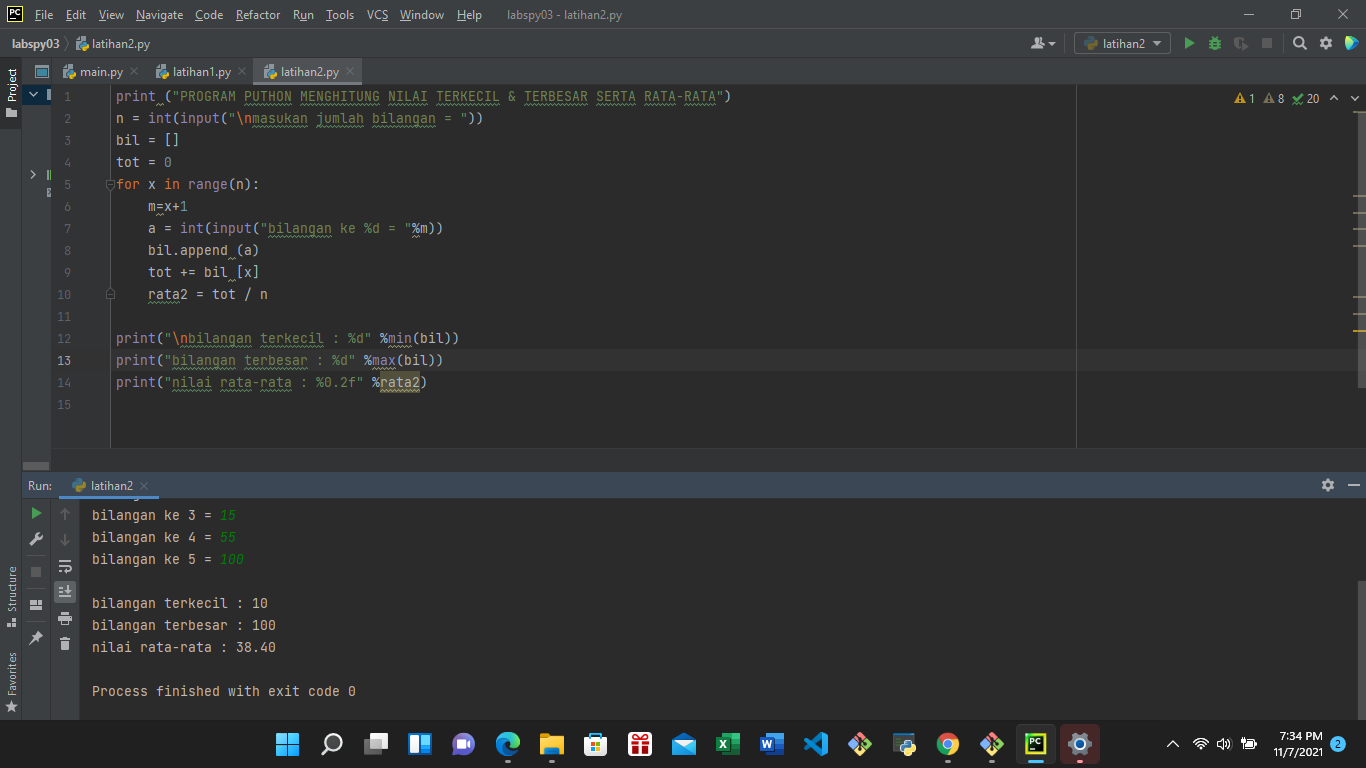 File Edit View Navigate Code Refactor Run Tools VCS Window Help labspy03 - latihan2.py
labspy03 latihan2.py latihan2
Project
main.py latihan1.py latihan2.py
1 print ("PROGRAM PUTHON MENGHITUNG NILAI TERKECIL & TERBESAR SERTA RATA-RATA")
1 8 20
2 n = int(input("\nmasukan jumlah bilangan = "))
3 bil = []
4 tot = 0
5 for x in range(n):
6 m=x+1
7 a = int(input("bilangan ke %d = "%m))
8 bil.append (a)
9 tot += bil [x]
10 rata2 = tot / n
11
12 print("\nbilangan terkecil : %d" %min(bil))
13 print("bilangan terbesar : %d" %max(bil))
14 print("nilai rata-rata : %0.2f" %rata2)
15
Run: latihan2
bilangan ke 3 = 15
bilangan ke 4 = 55
bilangan ke 5 = 100
bilangan terkecil : 10
bilangan terbesar : 100
nilai rata-rata : 38.40
Process finished with exit code 0
Structure
Favorites
7:34 PM
11/7/2021
2